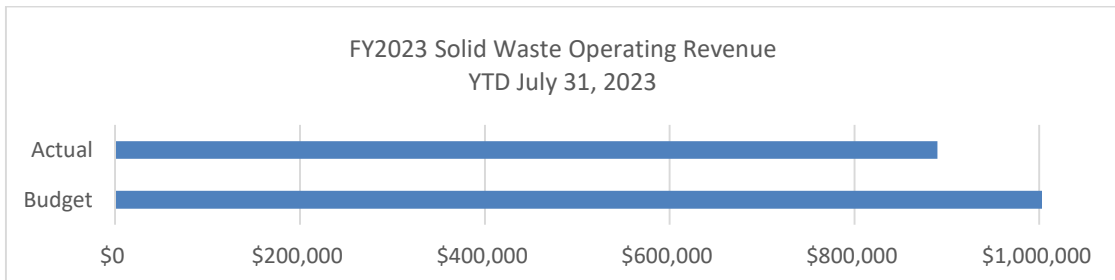 FY2023 Solid Waste Operating Revenue
YTD July 31, 2023
Actual
Budget
$0 $200,000 $400,000 $600,000 $800,000 $1,000,000